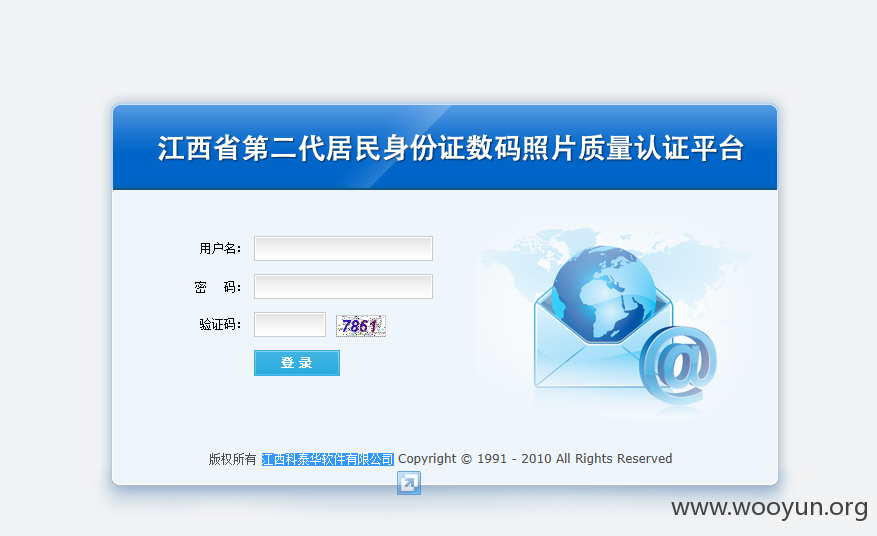 江西省第二代居民身份证数码照片质量认证平台
用户名：
密 码：
验证码： 7861
登 录
版权所有 江西科泰华软件有限公司 Copyright © 1991 - 2010 All Rights Reserved
www.wooyun.org